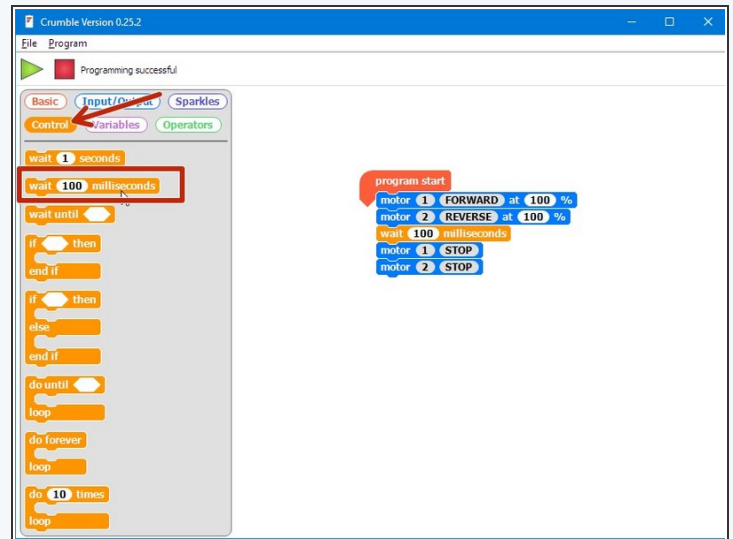 Crumble Version 0.25.2
File Program
Programming successful
Basic Input/Output Sparkles
Control Variables Operators
wait 1 seconds
wait 100 milliseconds
wait until
if then
end if
if then
else
end if
do until
loop
do forever
loop
do 10 times
loop
program start
motor 1 FORWARD at 100 %
motor 2 REVERSE at 100 %
wait 100 milliseconds
motor 1 STOP
motor 2 STOP